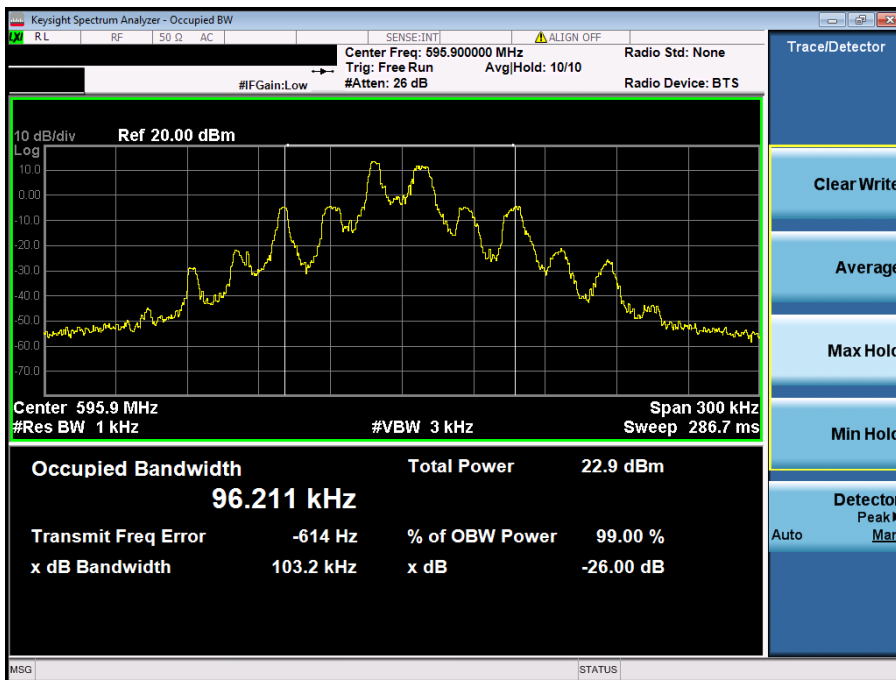 Keysight Spectrum Analyzer - Occupied BW
LXI RL RF 50 Ω AC SENSE:INT ALIGN OFF
Center Freq: 595.900000 MHz Radio Std: None
Trig: Free Run Avg|Hold: 10/10
#IFGain:Low #Atten: 26 dB Radio Device: BTS
10 dB/div Ref 20.00 dBm
Log
10.0
0.00
-10.0
-20.0
-30.0
-40.0
-50.0
-60.0
-70.0
Center 595.9 MHz Span 300 kHz
#Res BW 1 kHz #VBW 3 kHz Sweep 286.7 ms
Occupied Bandwidth Total Power 22.9 dBm
96.211 kHz
Transmit Freq Error -614 Hz % of OBW Power 99.00 %
x dB Bandwidth 103.2 kHz x dB -26.00 dB
MSG STATUS
Trace/Detector
Clear Write
Average
Max Hold
Min Hold
Detector
Peak
Auto Man